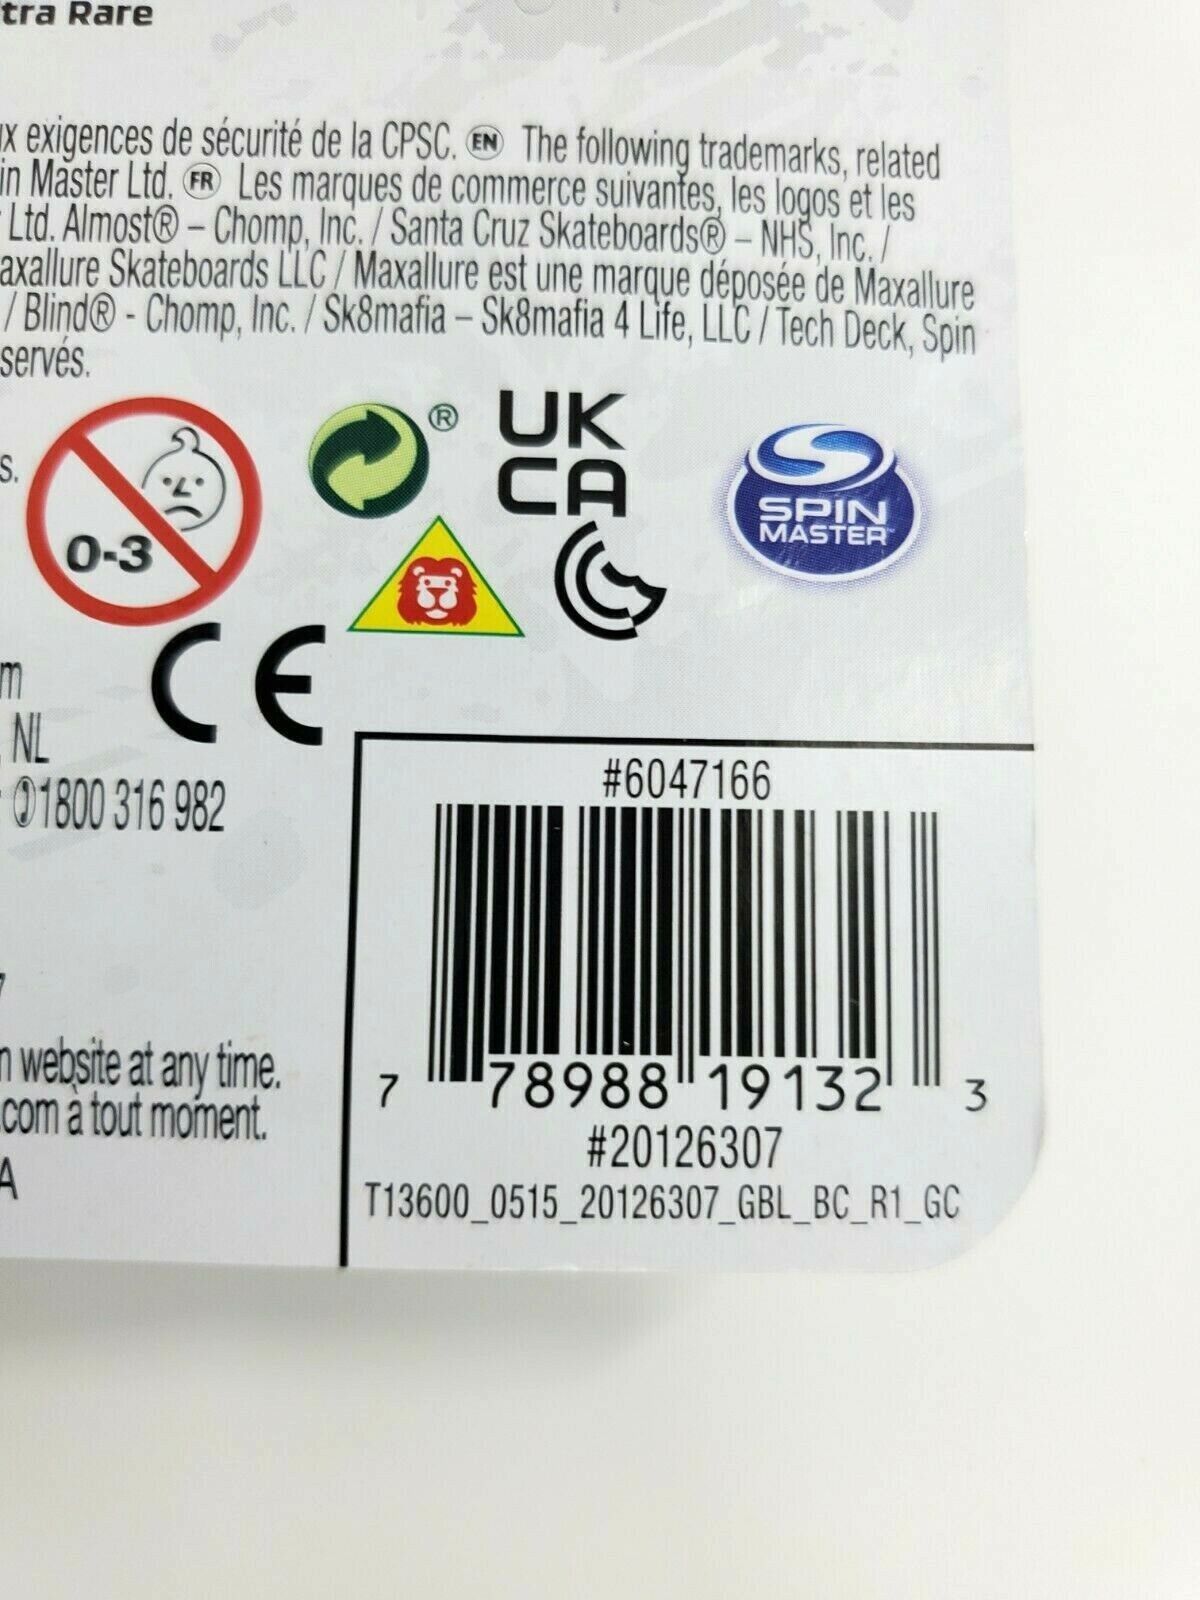 tra Rare
ux exigences de sécurité de la CPSC. EN The following trademarks, related
in Master Ltd. FR Les marques de commerce suivantes, les logos et les
Ltd. Almost® – Chomp, Inc. / Santa Cruz Skateboards® – NHS, Inc. /
axallure Skateboards LLC / Maxallure est une marque déposée de Maxallure
/ Blind® - Chomp, Inc. / Sk8mafia – Sk8mafia 4 Life, LLC / Tech Deck, Spin
servés.
s.
0-3
®
UK
CA
SPIN
MASTER™
CE
m
, NL
: 1800 316 982
#6047166
7
n website at any time.
.com à tout moment.
A
7 78988 19132 3
#20126307
T13600_0515_20126307_GBL_BC_R1_GC